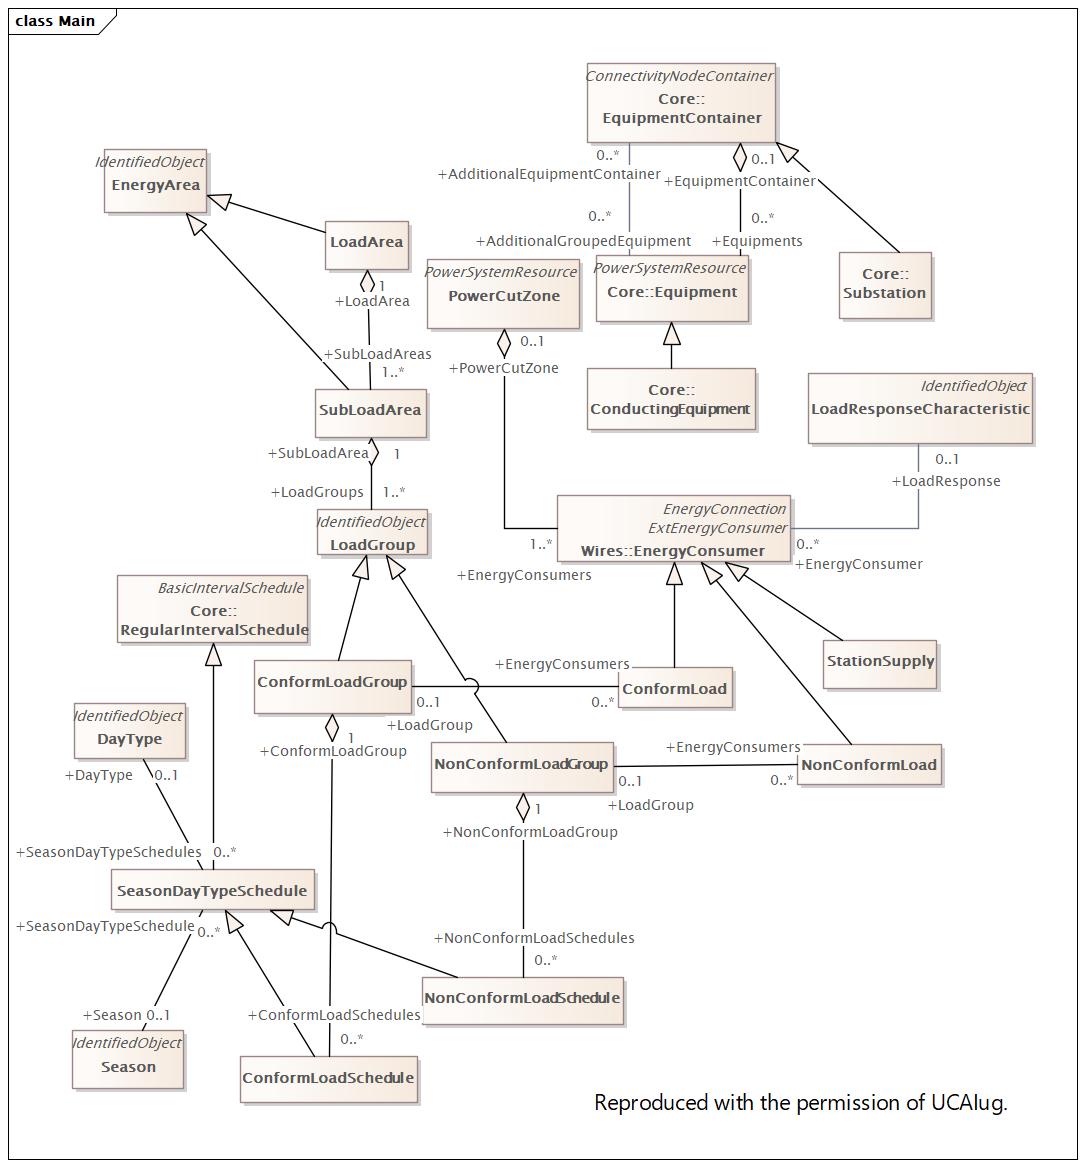 class Main
ConnectivityNodeContainer
Core::
EquipmentContainer
0..*
0..1
+AdditionalEquipmentContainer
+EquipmentContainer
0..*
0..*
+AdditionalGroupedEquipment
+Equipments
IdentifiedObject
EnergyArea
LoadArea
1
+LoadArea
+SubLoadAreas
1..*
PowerSystemResource
PowerCutZone
0..1
+PowerCutZone
PowerSystemResource
Core::Equipment
Core::
Substation
Core::
ConductingEquipment
IdentifiedObject
LoadResponseCharacteristic
0..1
+LoadResponse
SubLoadArea
+SubLoadArea
1
+LoadGroups
1..*
IdentifiedObject
LoadGroup
EnergyConnection
ExtEnergyConsumer
Wires::EnergyConsumer
1..*
+EnergyConsumers
0..*
+EnergyConsumer
BasicIntervalSchedule
Core::
RegularIntervalSchedule
ConformLoadGroup
+EnergyConsumers
0..1
0..*
+LoadGroup
ConformLoad
StationSupply
1
+ConformLoadGroup
IdentifiedObject
DayType
+DayType
0..1
NonConformLoadGroup
+EnergyConsumers
0..1
0..*
+LoadGroup
NonConformLoad
1
+NonConformLoadGroup
+SeasonDayTypeSchedules
0..*
SeasonDayTypeSchedule
+SeasonDayTypeSchedule
0..*
+NonConformLoadSchedules
0..*
NonConformLoadSchedule
+Season
0..1
IdentifiedObject
Season
+ConformLoadSchedules
0..*
ConformLoadSchedule
Reproduced with the permission of UCAIug.